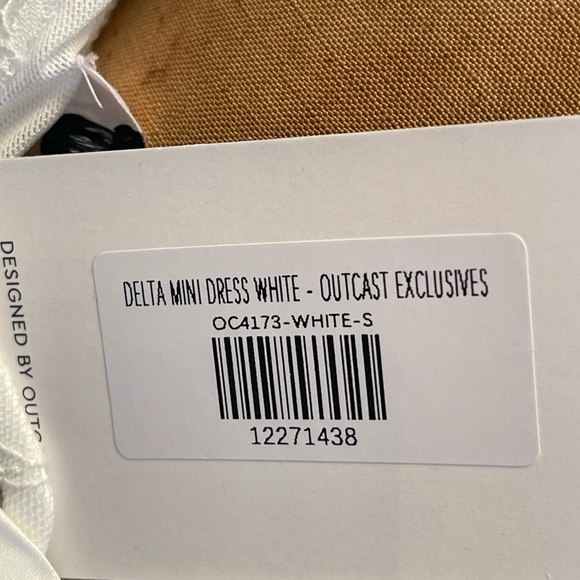 DELTA MINI DRESS WHITE - OUTCAST EXCLUSIVES
OC4173-WHITE-S
12271438
DESIGNED BY